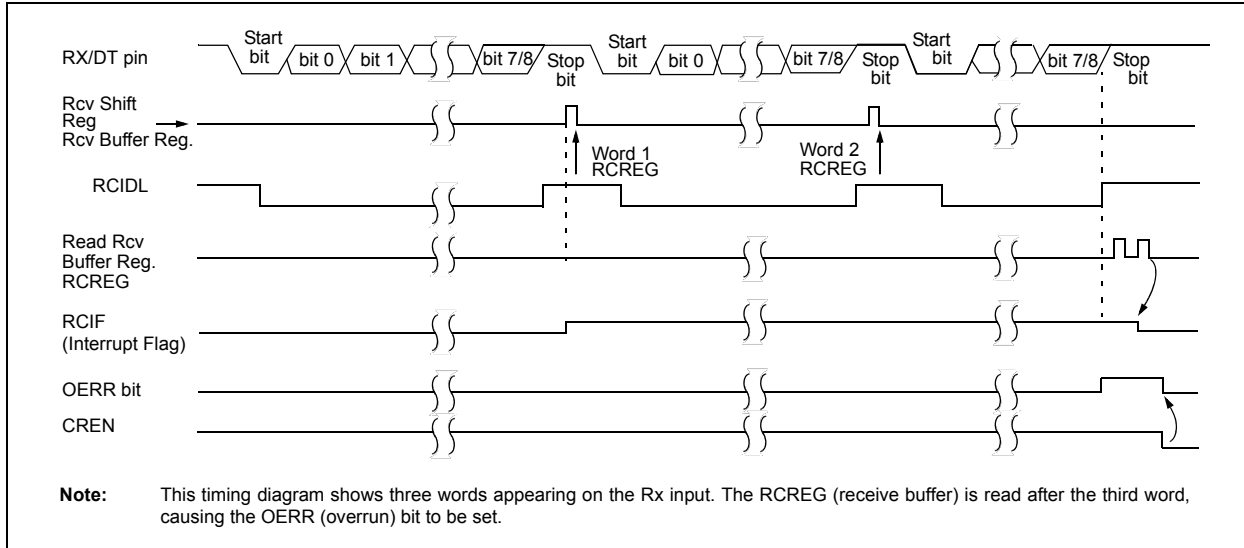 RX/DT pin
Start
bit
bit 0
bit 1
bit 7/8
Stop
bit
Start
bit
bit 0
bit 7/8
Stop
bit
Start
bit
bit 7/8
Stop
bit
Rcv Shift
Reg
Rcv Buffer Reg.
Word 1
RCREG
Word 2
RCREG
RCIDL
Read Rcv
Buffer Reg.
RCREG
RCIF
(Interrupt Flag)
OERR bit
CREN
Note: This timing diagram shows three words appearing on the Rx input. The RCREG (receive buffer) is read after the third word,
causing the OERR (overrun) bit to be set.